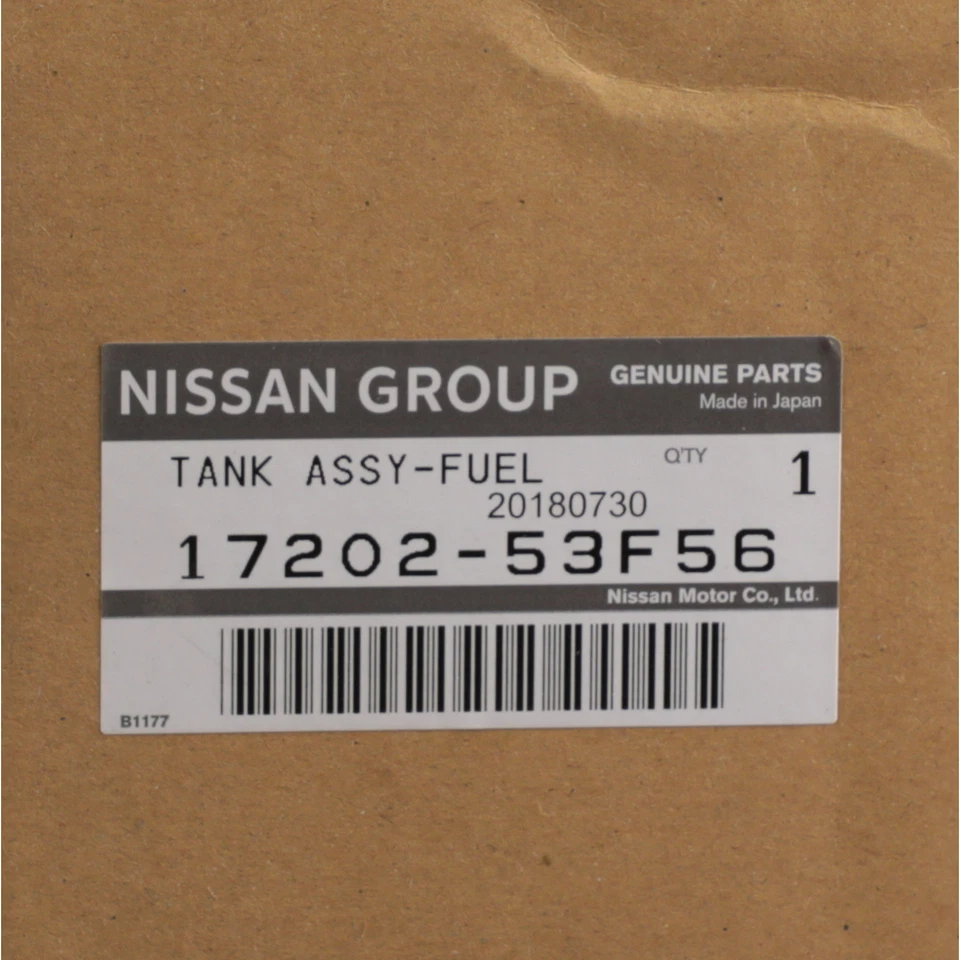 NISSAN GROUP
GENUINE PARTS
Made in Japan
TANK ASSY-FUEL
Q'TY 1
20180730
17202-53F56
Nissan Motor Co., Ltd.
B1177